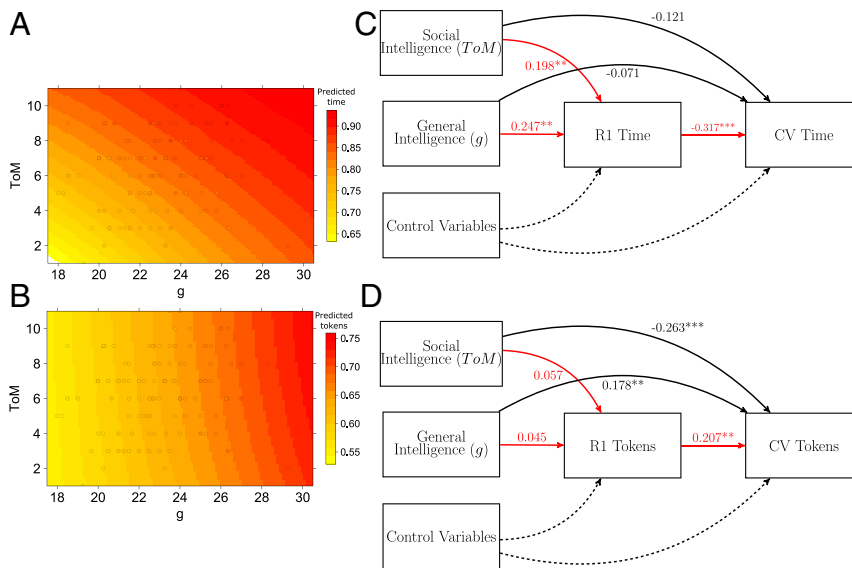 A
Predicted
time
10
8
6
4
2
ToM
0.90
0.85
0.80
0.75
0.70
0.65
18 20 22 24 26 28 30
g
B
Predicted
tokens
10
8
6
4
2
ToM
0.75
0.70
0.65
0.60
0.55
18 20 22 24 26 28 30
g
C
Social
Intelligence (ToM)
General
Intelligence (g)
Control Variables
R1 Time
CV Time
-0.121
0.198**
-0.071
0.247**
-0.317***
D
Social
Intelligence (ToM)
General
Intelligence (g)
Control Variables
R1 Tokens
CV Tokens
-0.263***
0.057
0.178**
0.045
0.207**